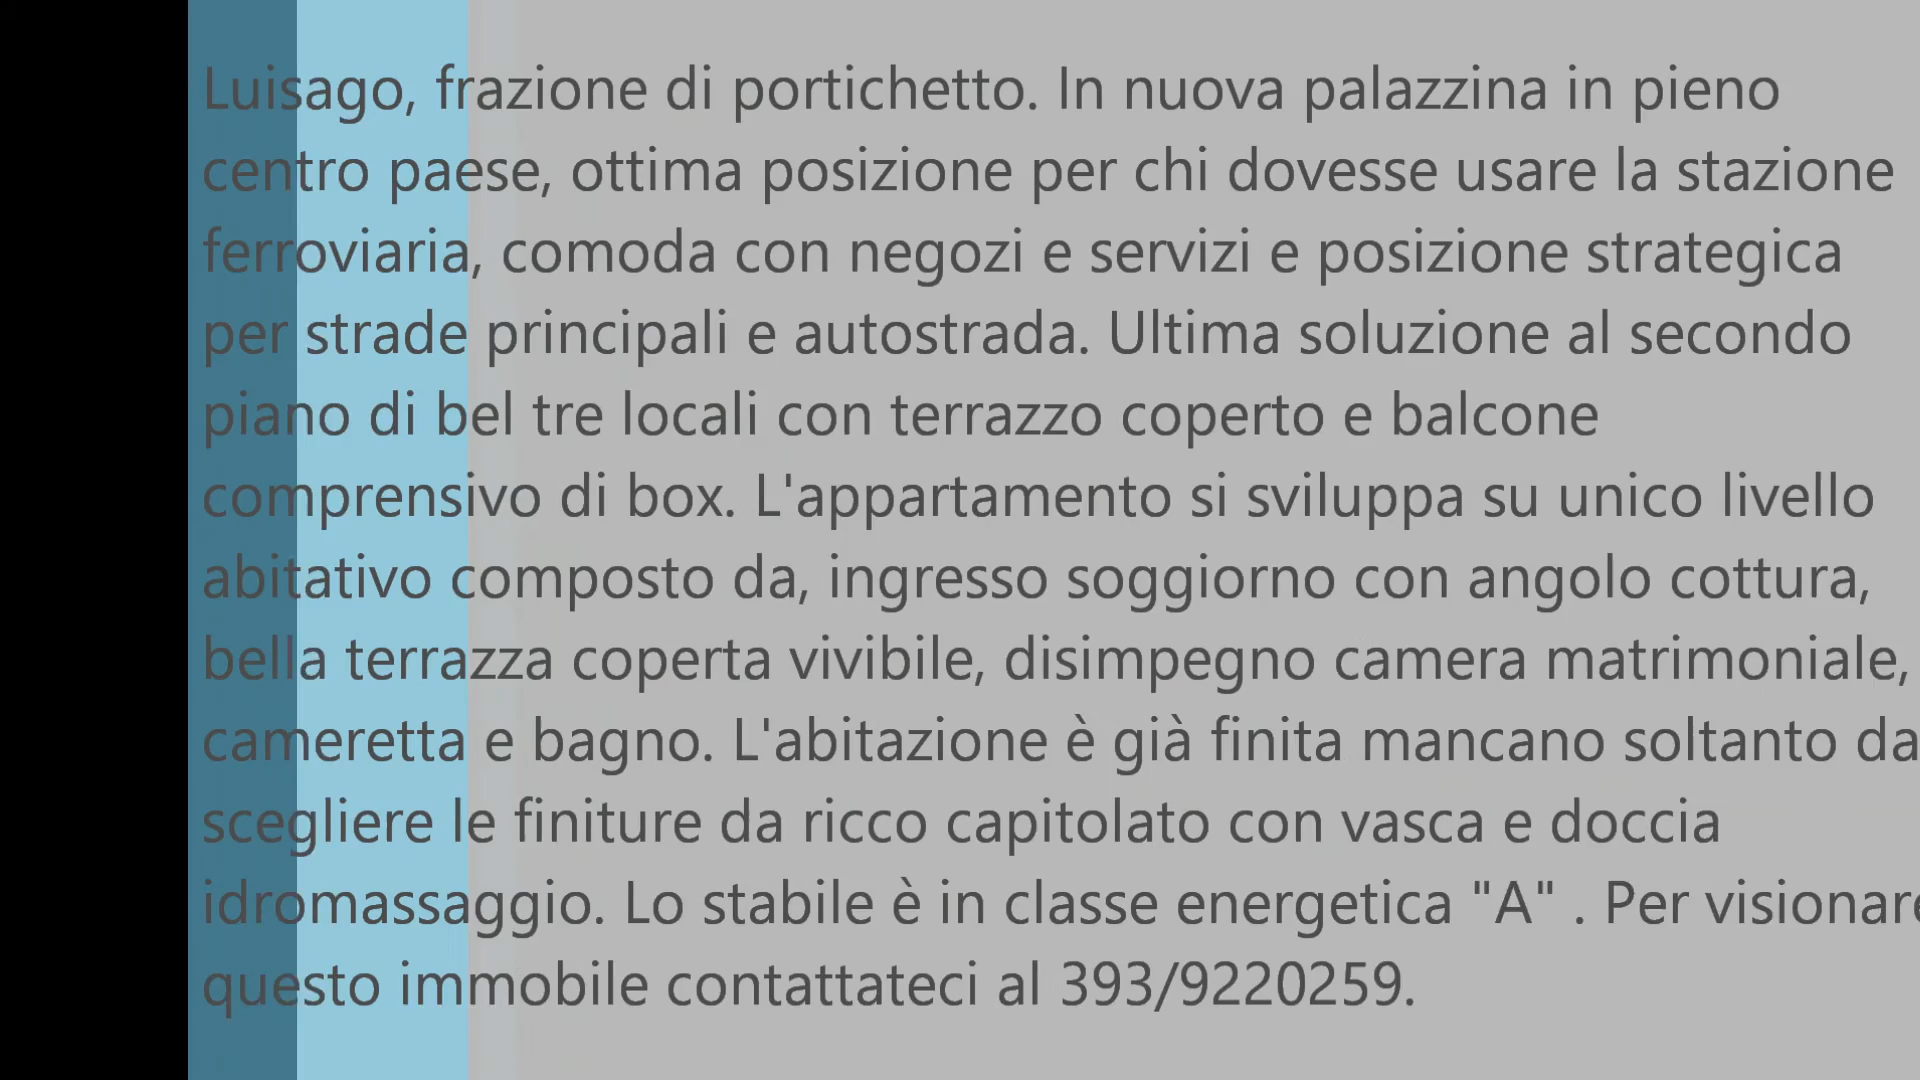 Luisago, frazione di portichetto. In nuova palazzina in pieno
centro paese, ottima posizione per chi dovesse usare la stazione
ferroviaria, comoda con negozi e servizi e posizione strategica
per strade principali e autostrada. Ultima soluzione al secondo
piano di bel tre locali con terrazzo coperto e balcone
comprensivo di box. L'appartamento si sviluppa su unico livello
abitativo composto da, ingresso soggiorno con angolo cottura,
bella terrazza coperta vivibile, disimpegno camera matrimoniale,
cameretta e bagno. L'abitazione è già finita mancano soltanto da
scegliere le finiture da ricco capitolato con vasca e doccia
idromassaggio. Lo stabile è in classe energetica "A" . Per visionare
questo immobile contattateci al 393/9220259.